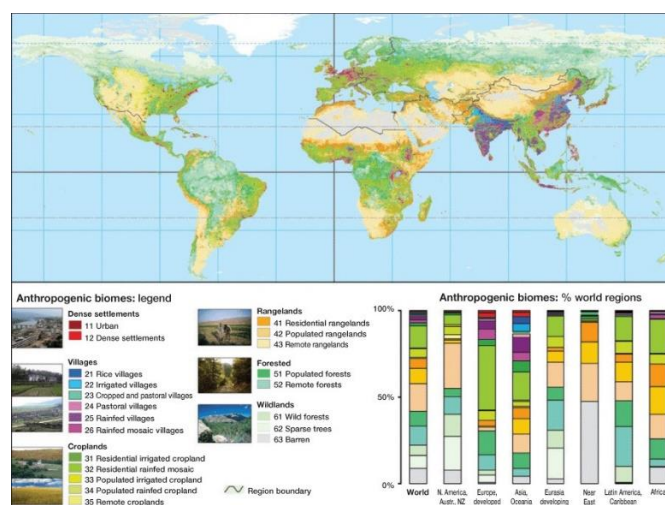 Anthropogenic biomes: legend
Dense settlements
11 Urban
12 Dense settlements
Villages
21 Rice villages
22 Irrigated villages
23 Cropped and pastoral villages
24 Pastoral villages
25 Rainfed villages
26 Rainfed mosaic villages
Croplands
31 Residential irrigated cropland
32 Residential rainfed mosaic
33 Populated irrigated cropland
34 Populated rainfed cropland
35 Remote croplands
Rangelands
41 Residential rangelands
42 Populated rangelands
43 Remote rangelands
Forested
51 Populated forests
52 Remote forests
Wildlands
61 Wild forests
62 Sparse trees
63 Barren
Region boundary
Anthropogenic biomes: % world regions
100%
50%
0%
World
N. America,
Austr., NZ
Europe,
developed
Asia,
Oceania
Eurasia
developing
Near
East
Latin America,
Caribbean
Africa